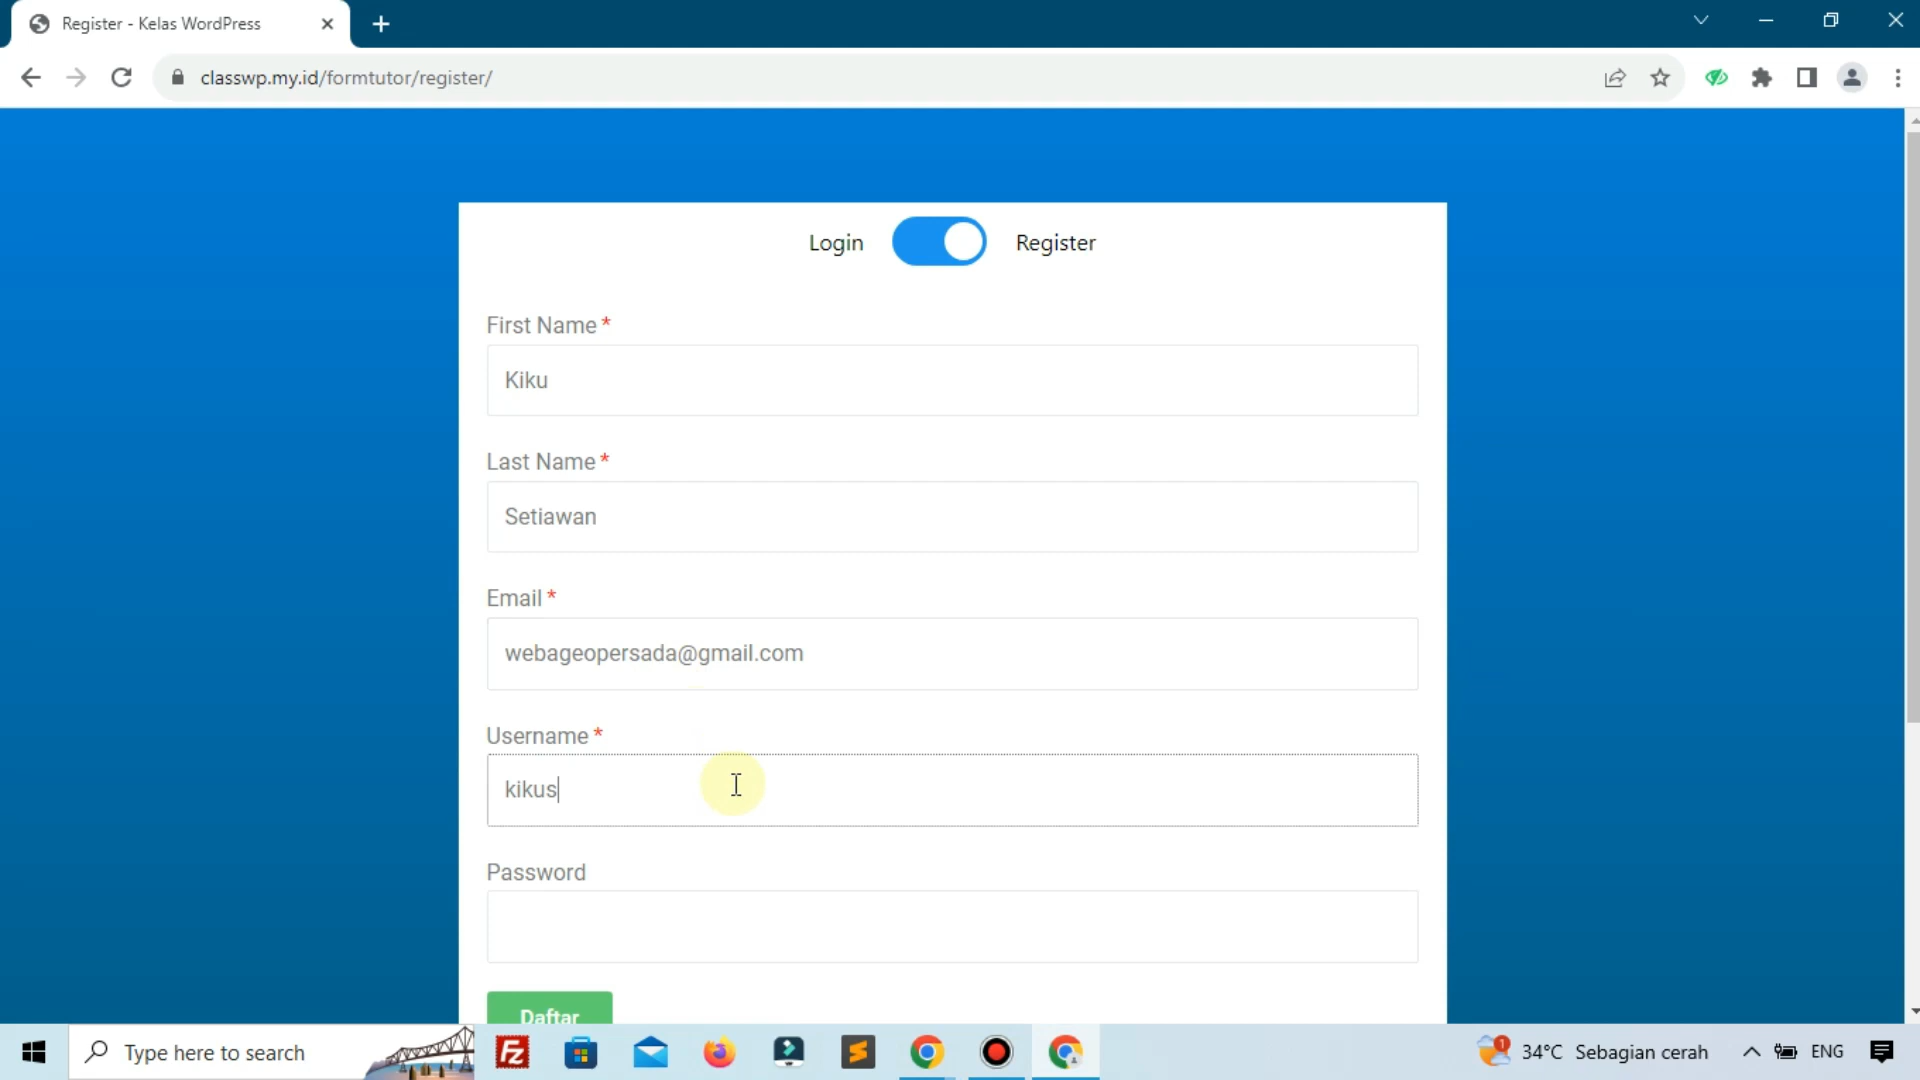 Register - Kelas WordPress
classwp.my.id/formtutor/register/
Login Register
First Name *
Kiku
Last Name *
Setiawan
Email *
webageopersada@gmail.com
Username *
kikus
Password
Daftar
Type here to search
1
34°C Sebagian cerah
ENG